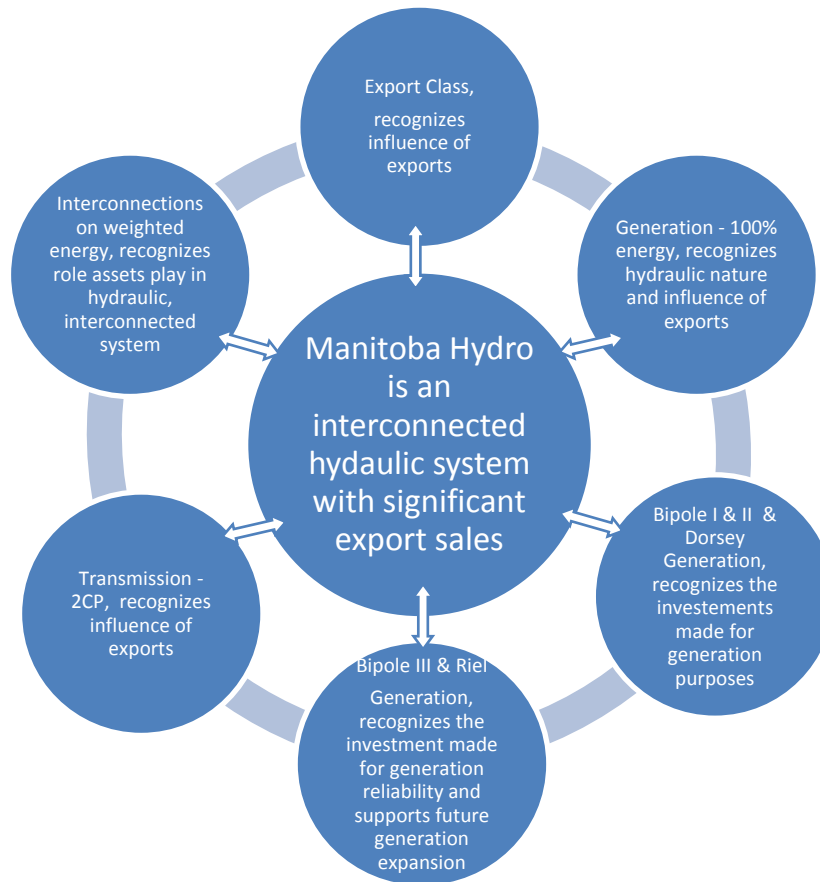 Export Class,
recognizes
influence of
exports
Interconnections
on weighted
energy, recognizes
role assets play in
hydraulic,
interconnected
system
Generation - 100%
energy, recognizes
hydraulic nature
and influence of
exports
Manitoba Hydro
is an
interconnected
hydaulic system
with significant
export sales
Transmission -
2CP, recognizes
influence of
exports
Bipole I & II & 
Dorsey
Generation,
recognizes the
investements
made for
generation
purposes
Bipole III & Riel
Generation,
recognizes the
investment made
for generation
reliability and
supports future
generation
expansion